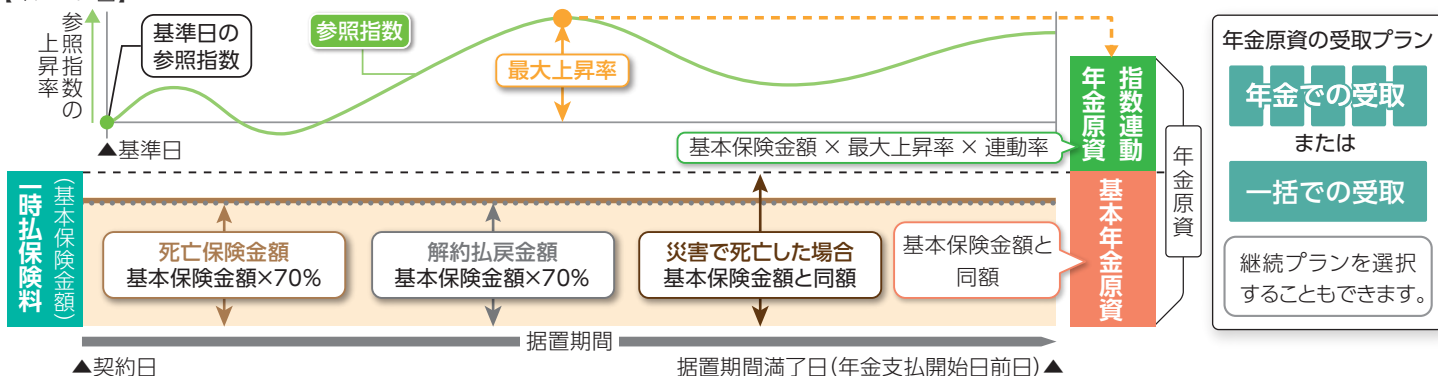 参照指数の
上昇率
基準日の
参照指数
参照指数
最大上昇率
▲基準日
基本保険金額 × 最大上昇率 × 連動率
指数連動
年金原資
基本年金原資
年金原資
一時払保険料
(基本保険金額)
死亡保険金額
基本保険金額×70%
解約払戻金額
基本保険金額×70%
災害で死亡した場合
基本保険金額と同額
基本保険金額と
同額
据置期間
▲契約日
据置期間満了日(年金支払開始日前日)▲
年金原資の受取プラン
年金での受取
または
一括での受取
継続プランを選択
することもできます。